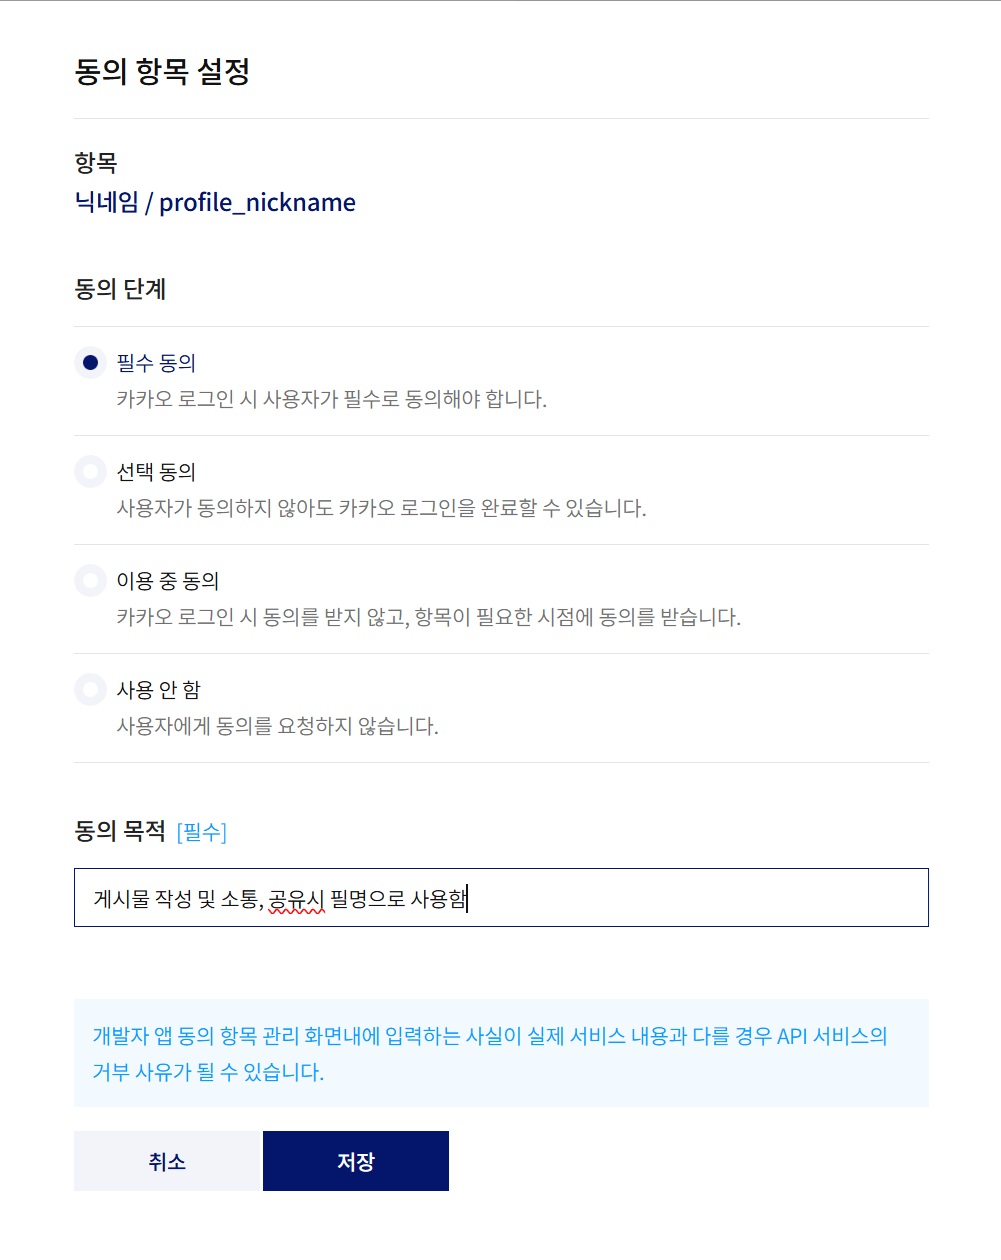 동의 항목 설정
항목
닉네임 / profile_nickname
동의 단계
필수 동의
카카오 로그인 시 사용자가 필수로 동의해야 합니다.
선택 동의
사용자가 동의하지 않아도 카카오 로그인을 완료할 수 있습니다.
이용 중 동의
카카오 로그인 시 동의를 받지 않고, 항목이 필요한 시점에 동의를 받습니다.
사용 안 함
사용자에게 동의를 요청하지 않습니다.
동의 목적 [필수]
게시물 작성 및 소통, 공유시 필명으로 사용함
개발자 앱 동의 항목 관리 화면내에 입력하는 사실이 실제 서비스 내용과 다를 경우 API 서비스의
거부 사유가 될 수 있습니다.
취소 저장